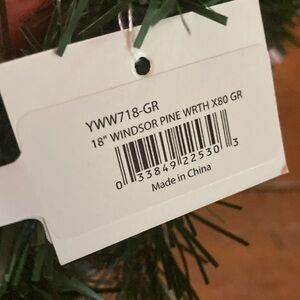 YWW718-GR
18" WINDSOR PINE WRTH X80 GR
0 33849 22530 3
Made in China